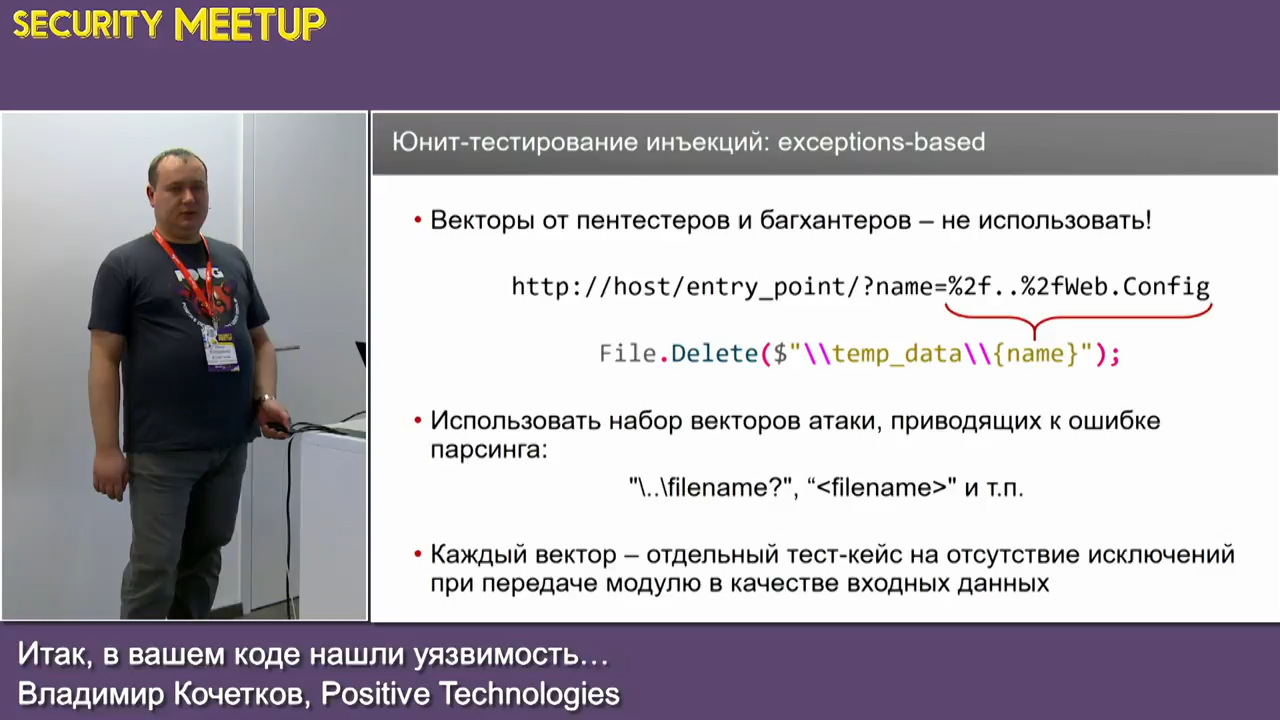 SECURITY MEETUP
Юнит-тестирование инъекций: exceptions-based
• Векторы от пентестеров и багхантеров – не использовать!
http://host/entry_point/?name=%2f..%2fWeb.Config
File.Delete($"\\temp_data\\{name}");
• Использовать набор векторов атаки, приводящих к ошибке
парсинга:
"\..\filename?", “<filename>" и т.п.
• Каждый вектор – отдельный тест-кейс на отсутствие исключений
при передаче модулю в качестве входных данных
Итак, в вашем коде нашли уязвимость…
Владимир Кочетков, Positive Technologies